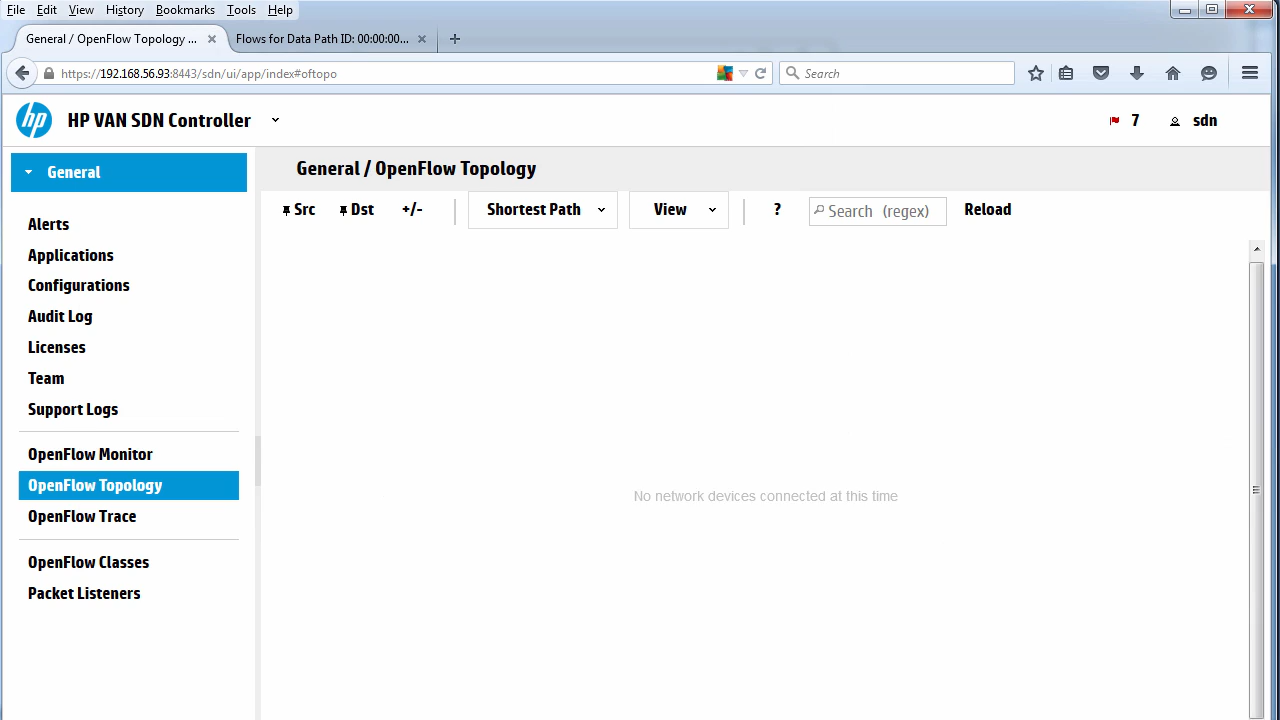 File Edit View History Bookmarks Tools Help
General / OpenFlow Topology ... Flows for Data Path ID: 00:00:00...
https://192.168.56.93:8443/sdn/ui/app/index#oftopo Search
hp HP VAN SDN Controller 7 sdn
General
General / OpenFlow Topology
Src Dst +/- Shortest Path View ? Search (regex) Reload
Alerts
Applications
Configurations
Audit Log
Licenses
Team
Support Logs
OpenFlow Monitor
OpenFlow Topology
OpenFlow Trace
OpenFlow Classes
Packet Listeners
No network devices connected at this time